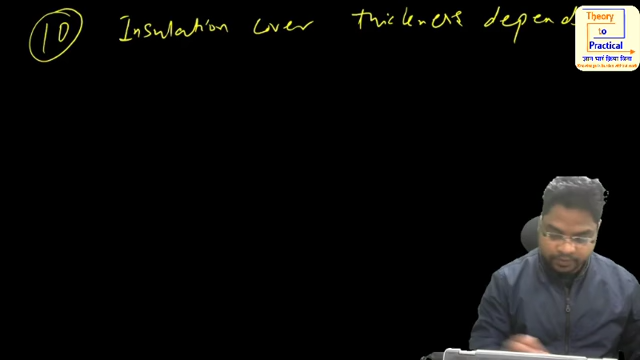 10 Insulation cover thickness depend
Theory
to
Practical
ज्ञान भारं क्रिया विना